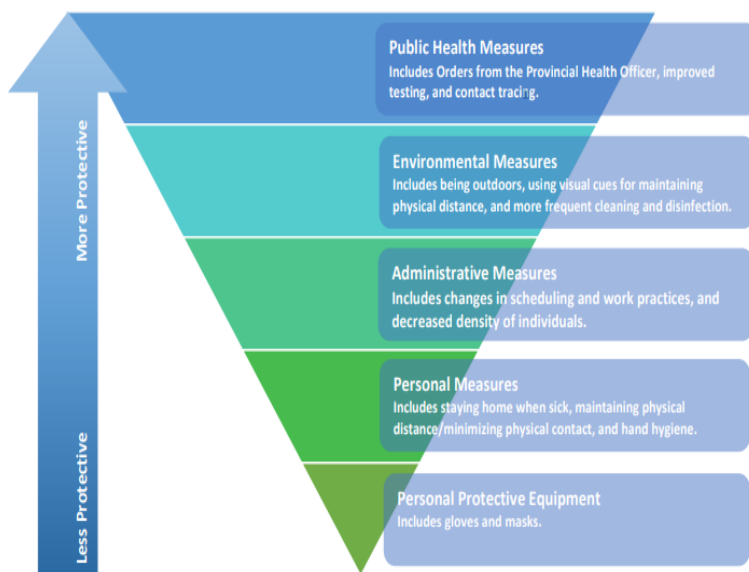 More Protective
Less Protective
Public Health Measures
Includes Orders from the Provincial Health Officer, improved
testing, and contact tracing.
Environmental Measures
Includes being outdoors, using visual cues for maintaining
physical distance, and more frequent cleaning and disinfection.
Administrative Measures
Includes changes in scheduling and work practices, and
decreased density of individuals.
Personal Measures
Includes staying home when sick, maintaining physical
distance/minimizing physical contact, and hand hygiene.
Personal Protective Equipment
Includes gloves and masks.